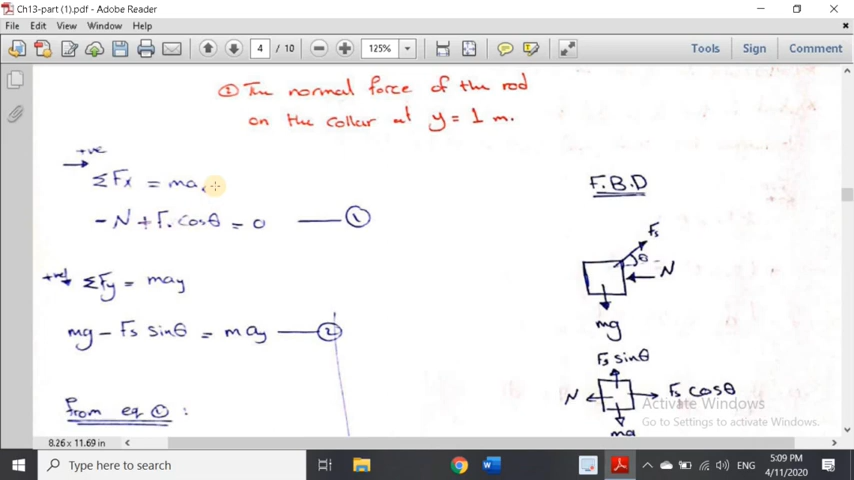 Ch13-part (1).pdf - Adobe Reader
File Edit View Window Help
4 / 10 125% Tools Sign Comment
② The normal force of the rod
on the collar at y = 1 m.
+ve
ΣFx = ma
- N + Fs cosθ = 0 ①
F.B.D
Fs
θ
N
mg
+ve ΣFy = may
mg - Fs sinθ = may ②
Fs sinθ
N Fs cosθ
mg
from eq ① :
Activate Windows
Go to Settings to activate Windows.
8.26 x 11.69 in
Type here to search
ENG
5:09 PM
4/11/2020